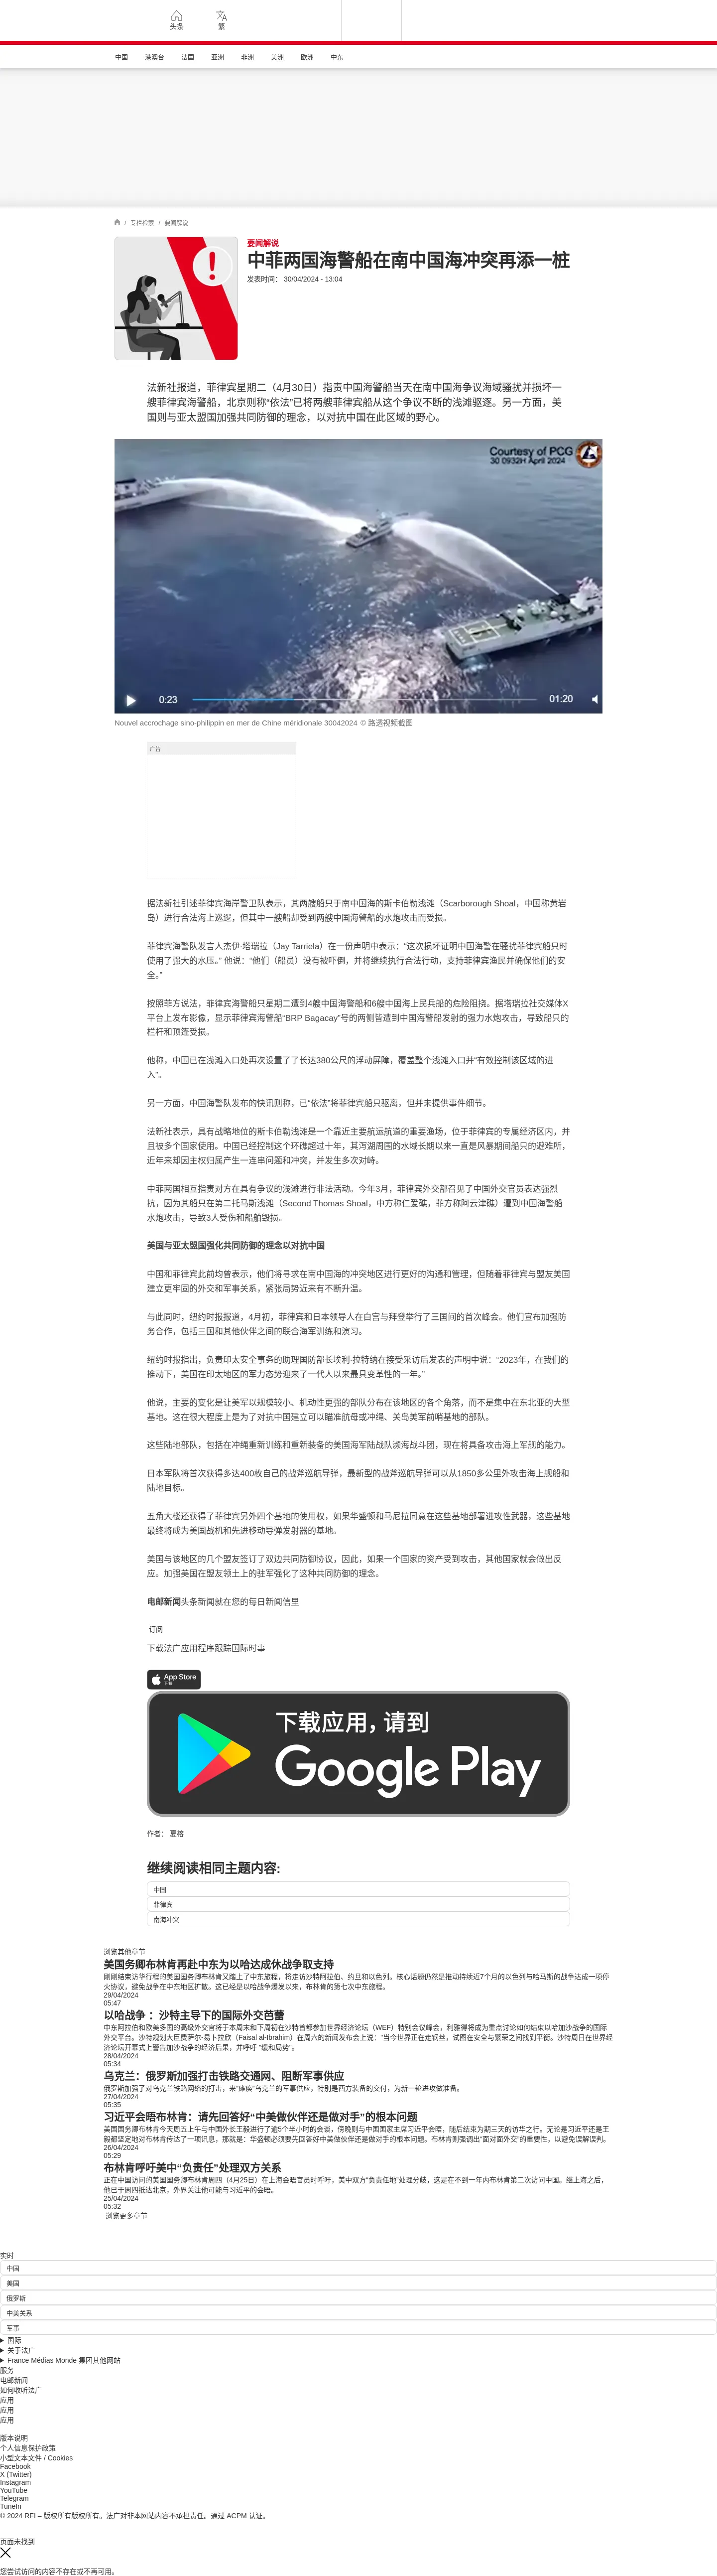 头条
繁
中国
港澳台
法国
亚洲
非洲
美洲
欧洲
中东
/ 专栏检索 / 要闻解说
要闻解说
中菲两国海警船在南中国海冲突再添一桩
发表时间： 30/04/2024 - 13:04
法新社报道，菲律宾星期二（4月30日）指责中国海警船当天在南中国海争议海域骚扰并损坏一
艘菲律宾海警船，北京则称“依法”已将两艘菲律宾船从这个争议不断的浅滩驱逐。另一方面，美
国则与亚太盟国加强共同防御的理念，以对抗中国在此区域的野心。
Courtesy of PCG
30 0932H April 2024
0:23
01:20
Nouvel accrochage sino-philippin en mer de Chine méridionale 30042024 © 路透视频截图
广告
据法新社引述菲律宾海岸警卫队表示，其两艘船只于南中国海的斯卡伯勒浅滩（Scarborough Shoal，中国称黄岩
岛）进行合法海上巡逻，但其中一艘船却受到两艘中国海警船的水炮攻击而受损。
菲律宾海警队发言人杰伊·塔瑞拉（Jay Tarriela）在一份声明中表示：“这次损坏证明中国海警在骚扰菲律宾船只时
使用了强大的水压。” 他说：“他们（船员）没有被吓倒，并将继续执行合法行动，支持菲律宾渔民并确保他们的安
全。”
按照菲方说法，菲律宾海警船只星期二遭到4艘中国海警船和6艘中国海上民兵船的危险阻挠。据塔瑞拉社交媒体X
平台上发布影像，显示菲律宾海警船“BRP Bagacay”号的两侧皆遭到中国海警船发射的强力水炮攻击，导致船只的
栏杆和顶篷受损。
他称，中国已在浅滩入口处再次设置了了长达380公尺的浮动屏障，覆盖整个浅滩入口并“有效控制该区域的进
入”。
另一方面，中国海警队发布的快讯则称，已“依法”将菲律宾船只驱离，但并未提供事件细节。
法新社表示，具有战略地位的斯卡伯勒浅滩是一个靠近主要航运航道的重要渔场，位于菲律宾的专属经济区内，并
且被多个国家使用。中国已经控制这个环礁超过十年，其泻湖周围的水域长期以来一直是风暴期间船只的避难所，
近年来却因主权归属产生一连串问题和冲突，并发生多次对峙。
中菲两国相互指责对方在具有争议的浅滩进行非法活动。今年3月，菲律宾外交部召见了中国外交官员表达强烈
抗，因为其船只在第二托马斯浅滩（Second Thomas Shoal，中方称仁爱礁，菲方称阿云津礁）遭到中国海警船
水炮攻击，导致3人受伤和船舶毁损。
美国与亚太盟国强化共同防御的理念以对抗中国
中国和菲律宾此前均曾表示，他们将寻求在南中国海的冲突地区进行更好的沟通和管理，但随着菲律宾与盟友美国
建立更牢固的外交和军事关系，紧张局势近来有不断升温。
与此同时，纽约时报报道，4月初，菲律宾和日本领导人在白宫与拜登举行了三国间的首次峰会。他们宣布加强防
务合作，包括三国和其他伙伴之间的联合海军训练和演习。
纽约时报指出，负责印太安全事务的助理国防部长埃利·拉特纳在接受采访后发表的声明中说：“2023年，在我们的
推动下，美国在印太地区的军力态势迎来了一代人以来最具变革性的一年。”
他说，主要的变化是让美军以规模较小、机动性更强的部队分布在该地区的各个角落，而不是集中在东北亚的大型
基地。这在很大程度上是为了对抗中国建立可以瞄准航母或冲绳、关岛美军前哨基地的部队。
这些陆地部队，包括在冲绳重新训练和重新装备的美国海军陆战队濒海战斗团，现在将具备攻击海上军舰的能力。
日本军队将首次获得多达400枚自己的战斧巡航导弹，最新型的战斧巡航导弹可以从1850多公里外攻击海上舰船和
陆地目标。
五角大楼还获得了菲律宾另外四个基地的使用权，如果华盛顿和马尼拉同意在这些基地部署进攻性武器，这些基地
最终将成为美国战机和先进移动导弹发射器的基地。
美国与该地区的几个盟友签订了双边共同防御协议，因此，如果一个国家的资产受到攻击，其他国家就会做出反
应。加强美国在盟友领土上的驻军强化了这种共同防御的理念。
电邮新闻头条新闻就在您的每日新闻信里
订阅
下载法广应用程序跟踪国际时事
App Store
下载
下载应用，请到
Google Play
作者： 夏榕
继续阅读相同主题内容:
中国
菲律宾
南海冲突
浏览其他章节
美国务卿布林肯再赴中东为以哈达成休战争取支持
刚刚结束访华行程的美国国务卿布林肯又踏上了中东旅程，将走访沙特阿拉伯、约旦和以色列。核心话题仍然是推动持续近7个月的以色列与哈马斯的战争达成一项停
火协议，避免战争在中东地区扩散。这已经是以哈战争爆发以来，布林肯的第七次中东旅程。
29/04/2024
05:47
以哈战争： 沙特主导下的国际外交芭蕾
中东阿拉伯和欧美多国的高级外交官将于本周末和下周初在沙特首都参加世界经济论坛（WEF）特别会议峰会，利雅得将成为重点讨论如何结束以哈加沙战争的国际
外交平台。沙特规划大臣费萨尔·易卜拉欣（Faisal al-Ibrahim）在周六的新闻发布会上说："当今世界正在走钢丝，试图在安全与繁荣之间找到平衡。沙特周日在世界经
济论坛开幕式上警告加沙战争的经济后果，并呼吁 "缓和局势"。
28/04/2024
05:34
乌克兰：俄罗斯加强打击铁路交通网、阻断军事供应
俄罗斯加强了对乌克兰铁路网络的打击，来“瘫痪”乌克兰的军事供应，特别是西方装备的交付，为新一轮进攻做准备。
27/04/2024
05:35
习近平会晤布林肯：请先回答好“中美做伙伴还是做对手”的根本问题
美国国务卿布林肯今天周五上午与中国外长王毅进行了逾5个半小时的会谈，傍晚则与中国国家主席习近平会晤，随后结束为期三天的访华之行。无论是习近平还是王
毅都坚定地对布林肯传达了一项讯息，那就是：华盛顿必须要先回答好中美做伙伴还是做对手的根本问题。布林肯则强调出“面对面外交”的重要性，以避免误解误判。
26/04/2024
05:29
布林肯呼吁美中“负责任”处理双方关系
正在中国访问的美国国务卿布林肯周四（4月25日）在上海会晤官员时呼吁，美中双方“负责任地”处理分歧，这是在不到一年内布林肯第二次访问中国。继上海之后，
他已于周四抵达北京，外界关注他可能与习近平的会晤。
25/04/2024
05:32
浏览更多章节
实时
中国
美国
俄罗斯
中美关系
军事
国际
关于法广
France Médias Monde 集团其他网站
服务
电邮新闻
如何收听法广
应用
应用
应用
版本说明
个人信息保护政策
小型文本文件 / Cookies
Facebook
X (Twitter)
Instagram
YouTube
Telegram
TuneIn
© 2024 RFI – 版权所有版权所有。法广对非本网站内容不承担责任。通过 ACPM 认证。
页面未找到
您尝试访问的内容不存在或不再可用。